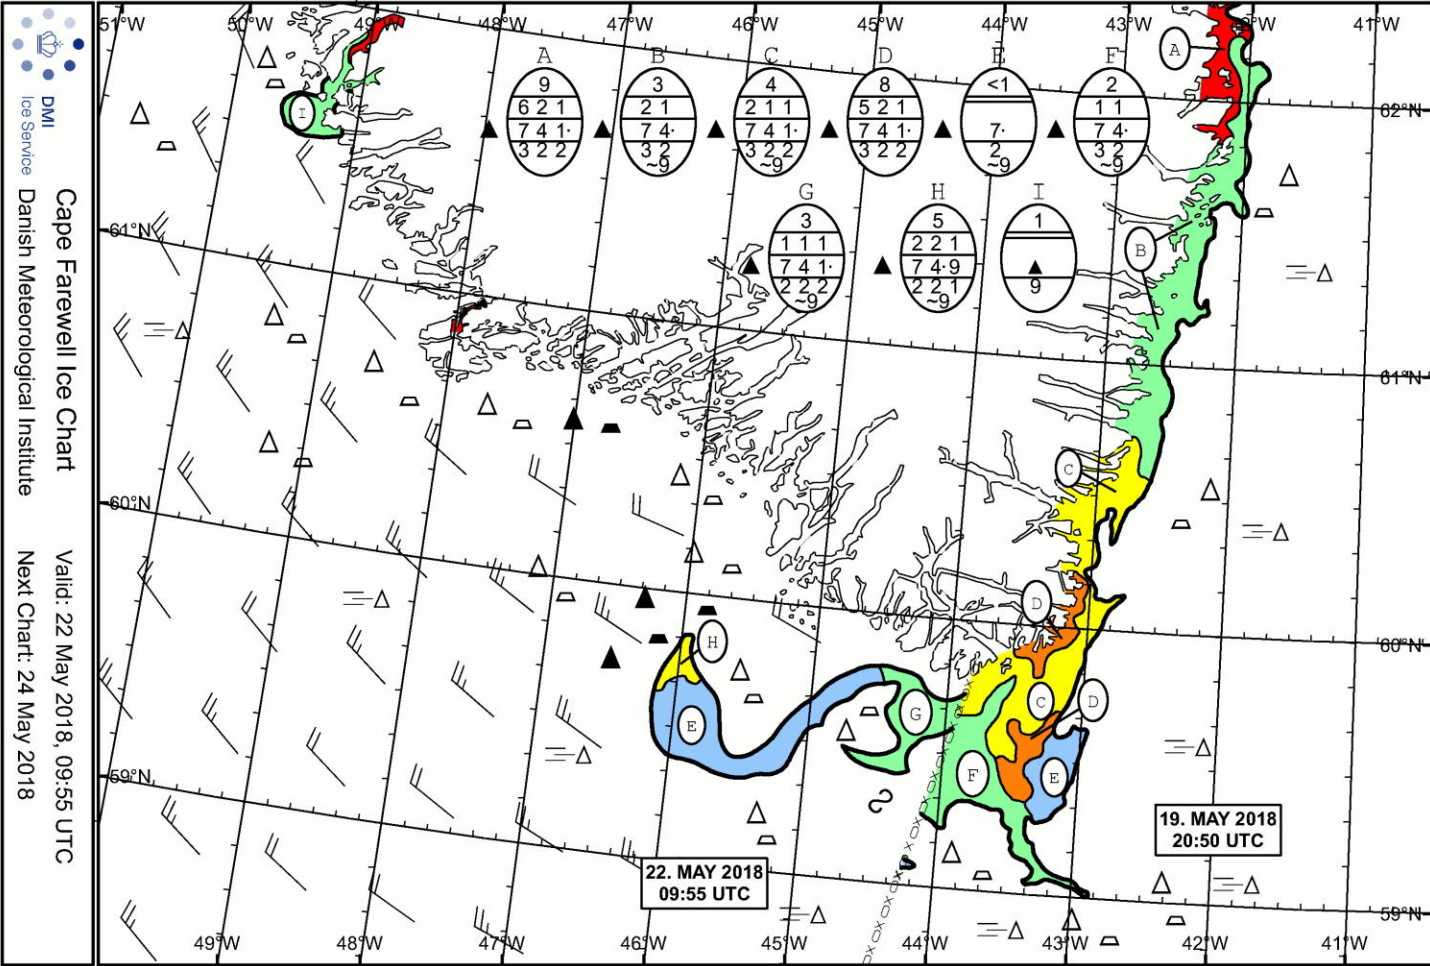 DMI
Ice Service
Cape Farewell Ice Chart
Danish Meteorological Institute
Valid: 22 May 2018, 09:55 UTC
Next Chart: 24 May 2018
51°W 50°W 49°W 48°W 47°W 46°W 45°W 44°W 43°W 42°W 41°W
A B C D E F
9 3 4 8 <1 2
6 2 1 2 1 2 1 1 5 2 1 1 1
7 4 1· 7 4· 7 4 1· 7 4 1· 7· 7 4·
3 2 2 3 2 3 2 2 3 2 2 2 3 2
~9 ~9 ~9 ~9
G H I
3 5 1
1 1 1 2 2 1
7 4 1· 7 4·9
2 2 2 2 2 1 9
~9 ~9
A
62°N
I
61°N
B
61°N
C
60°N
D
60°N
H
C
D
G
E
F
E
59°N
19. MAY 2018
20:50 UTC
22. MAY 2018
09:55 UTC
59°N
49°W 48°W 47°W 46°W 45°W 44°W 43°W 42°W 41°W